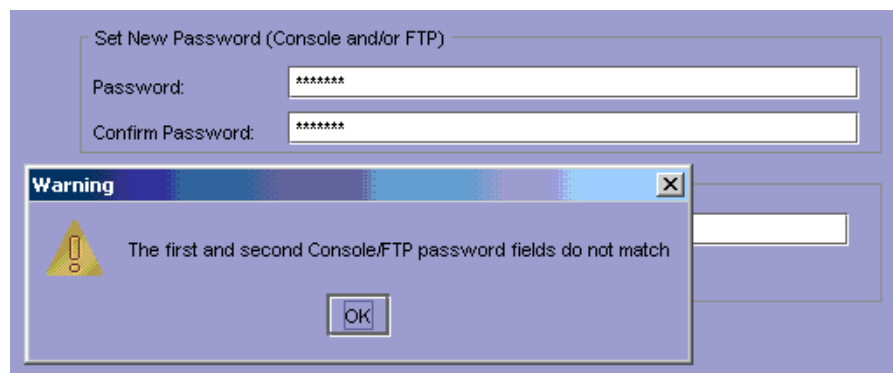 Set New Password (Console and/or FTP)
Password:
*******
Confirm Password:
*******
Warning
The first and second Console/FTP password fields do not match
OK